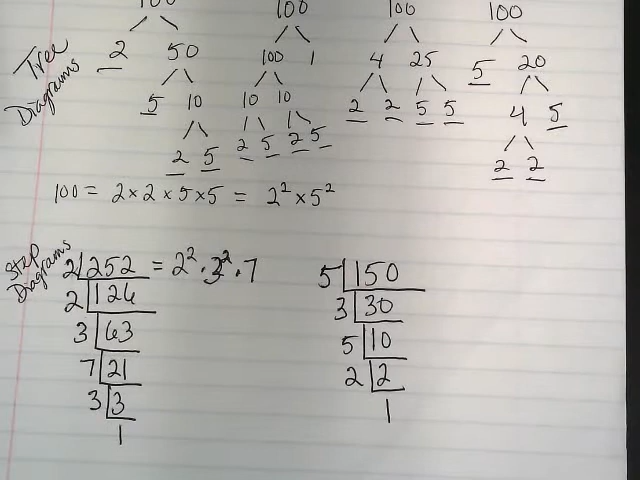 100 100 100 100
Tree Diagrams
2 50 100 1 4 25 5 20
5 10 10 10 2 2 5 5 4 5
2 5 2 5 2 5 2 2
100 = 2 × 2 × 5 × 5 = 2² × 5²
Step Diagrams
2 252 = 2² · 3² · 7
2 126
3 63
7 21
3 3
1
5 150
3 30
5 10
2 2
1